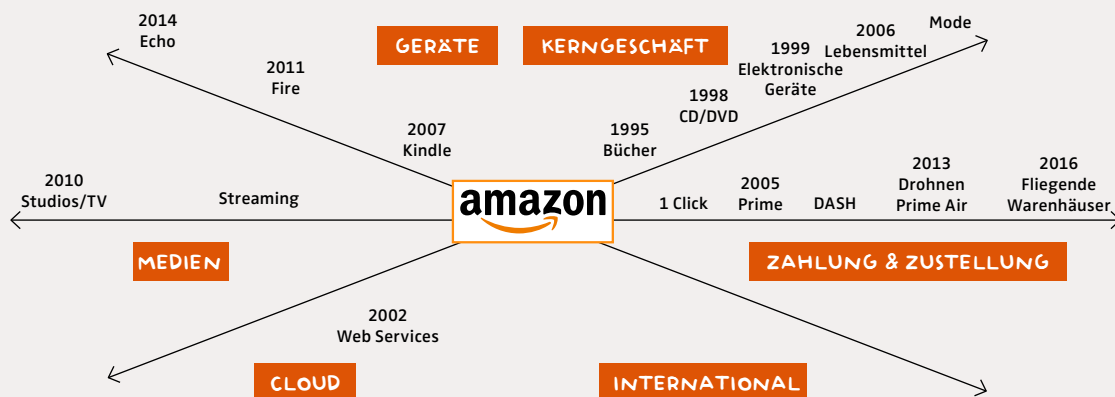 2014
Echo
GERÄTE
KERNGESCHÄFT
Mode
2006
Lebensmittel
1999
Elektronische
Geräte
2011
Fire
1998
CD/DVD
2007
Kindle
1995
Bücher
2010
Studios/TV
Streaming
amazon
1 Click
2005
Prime
DASH
2013
Drohnen
Prime Air
2016
Fliegende
Warenhäuser
MEDIEN
ZAHLUNG & ZUSTELLUNG
2002
Web Services
CLOUD
INTERNATIONAL